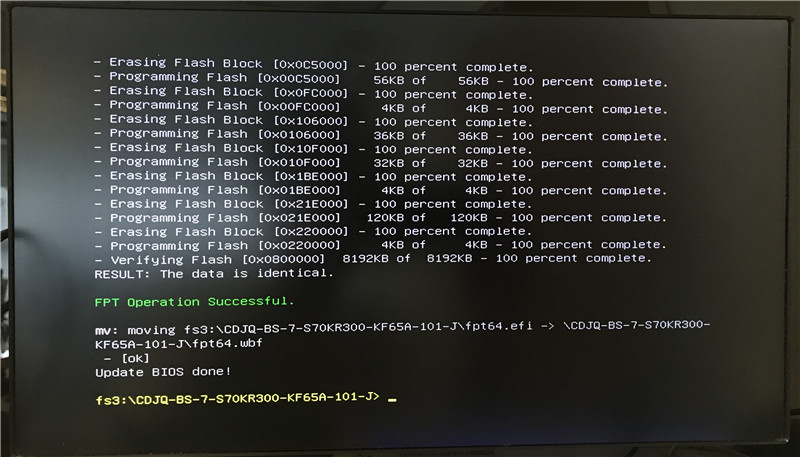 - Erasing Flash Block [0x0C5000] - 100 percent complete.
- Programming Flash [0x00C5000]    56KB of    56KB - 100 percent complete.
- Erasing Flash Block [0x0FC000] - 100 percent complete.
- Programming Flash [0x00FC000]     4KB of     4KB - 100 percent complete.
- Erasing Flash Block [0x106000] - 100 percent complete.
- Programming Flash [0x0106000]    36KB of    36KB - 100 percent complete.
- Erasing Flash Block [0x10F000] - 100 percent complete.
- Programming Flash [0x010F000]    32KB of    32KB - 100 percent complete.
- Erasing Flash Block [0x1BE000] - 100 percent complete.
- Programming Flash [0x01BE000]     4KB of     4KB - 100 percent complete.
- Erasing Flash Block [0x21E000] - 100 percent complete.
- Programming Flash [0x021E000]   120KB of   120KB - 100 percent complete.
- Erasing Flash Block [0x220000] - 100 percent complete.
- Programming Flash [0x0220000]     4KB of     4KB - 100 percent complete.
- Verifying Flash [0x0800000]  8192KB of  8192KB - 100 percent complete.
RESULT: The data is identical.
FPT Operation Successful.
mv: moving fs3:\CDJQ-BS-7-S70KR300-KF65A-101-J\fpt64.efi -> \CDJQ-BS-7-S70KR300-
KF65A-101-J\fpt64.wbf
- [ok]
Update BIOS done!
fs3:\CDJQ-BS-7-S70KR300-KF65A-101-J> _